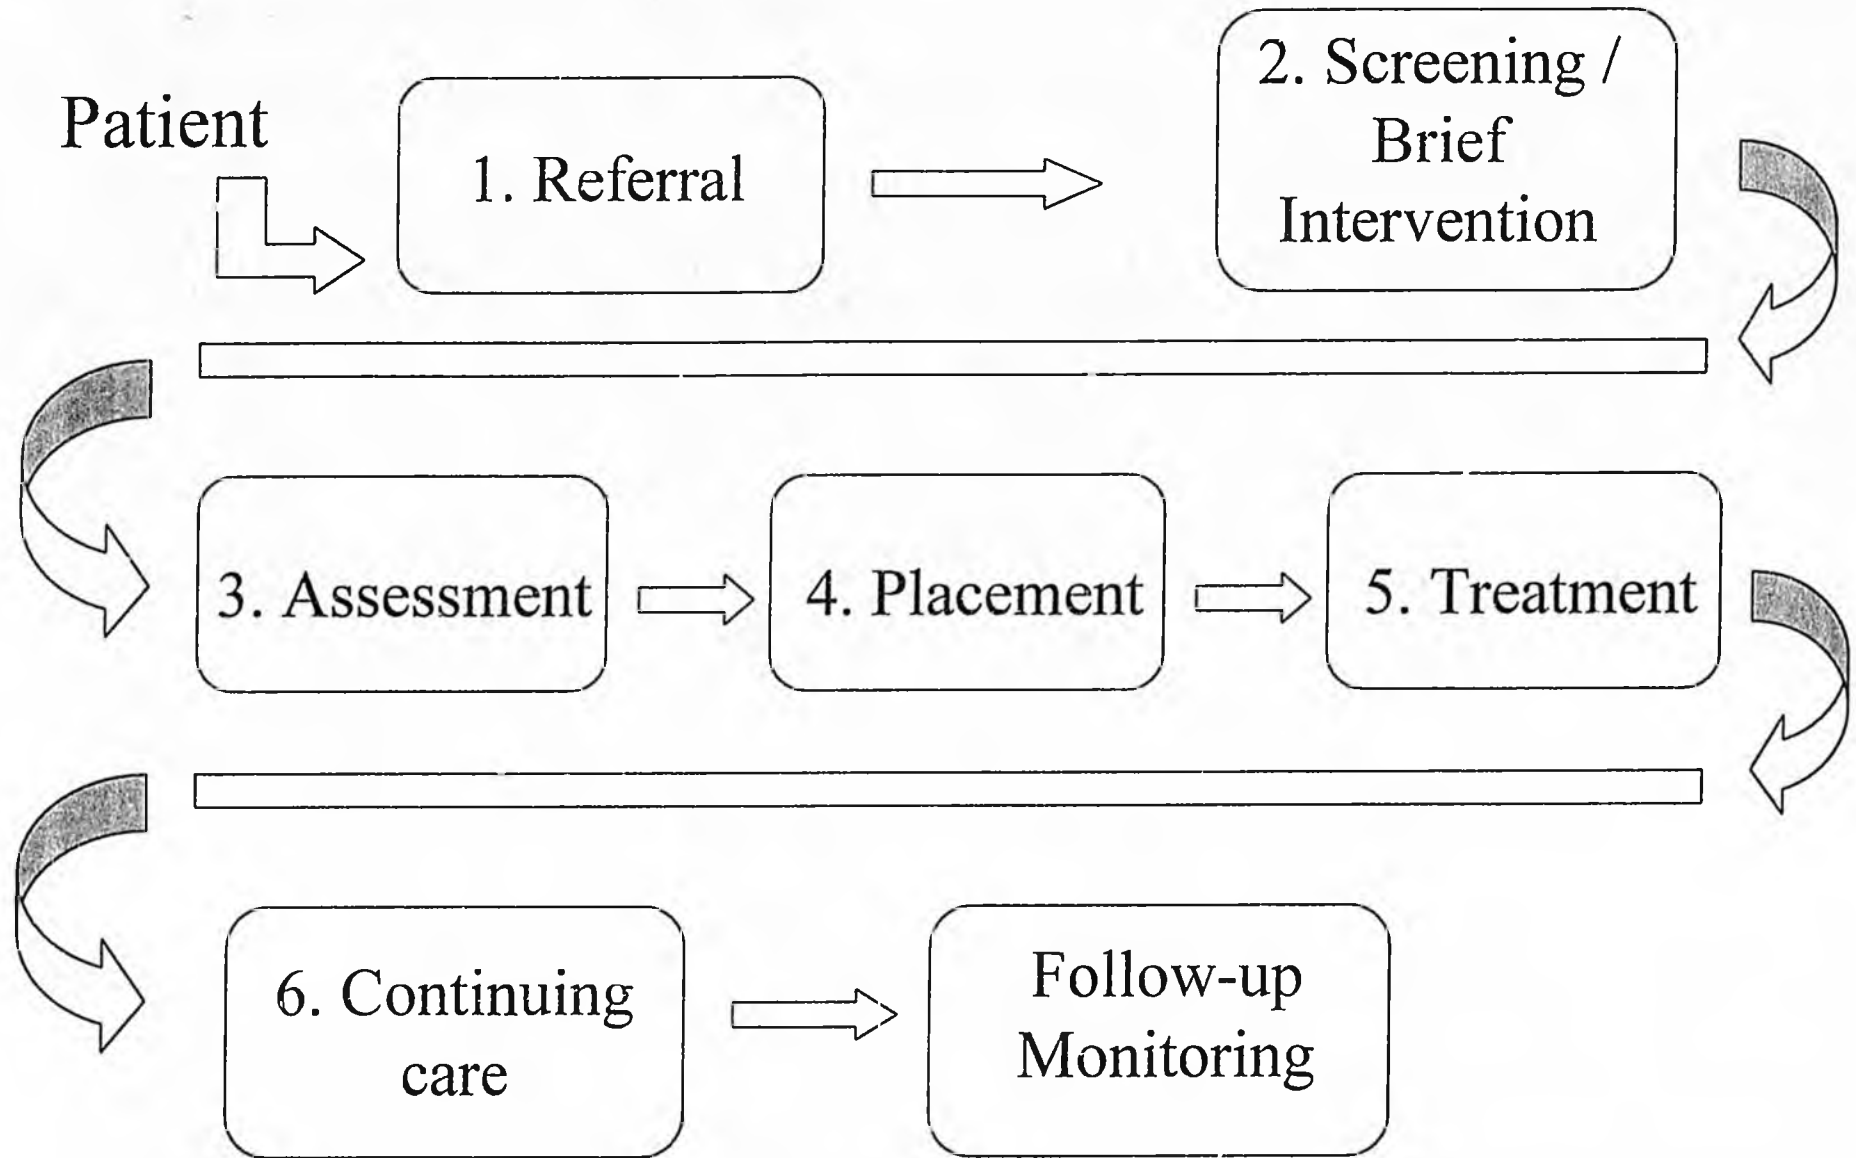 Patient
1. Referral
2. Screening /
Brief
Intervention
3. Assessment
4. Placement
5. Treatment
6. Continuing
care
Follow-up
Monitoring